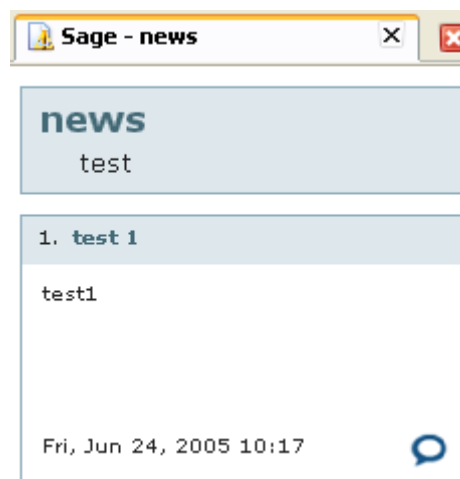 Sage - news
news
test
1. test 1
test1
Fri, Jun 24, 2005 10:17